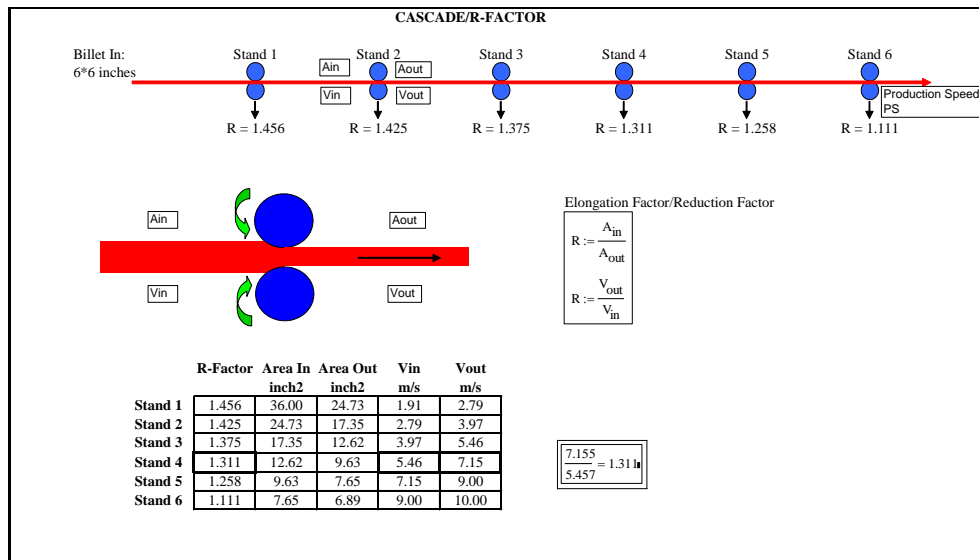 CASCADE/R-FACTOR
Billet In:
6*6 inches
Stand 1 Stand 2 Stand 3 Stand 4 Stand 5 Stand 6
Ain Aout
Vin Vout
Production Speed
PS
R = 1.456 R = 1.425 R = 1.375 R = 1.311 R = 1.258 R = 1.111
Elongation Factor/Reduction Factor
Ain Aout
R := A_in / A_out
Vin Vout
R := V_out / V_in
R-Factor Area In Area Out Vin Vout
inch2 inch2 m/s m/s
Stand 1 1.456 36.00 24.73 1.91 2.79
Stand 2 1.425 24.73 17.35 2.79 3.97
Stand 3 1.375 17.35 12.62 3.97 5.46
Stand 4 1.311 12.62 9.63 5.46 7.15
Stand 5 1.258 9.63 7.65 7.15 9.00
Stand 6 1.111 7.65 6.89 9.00 10.00
7.155 / 5.457 = 1.311